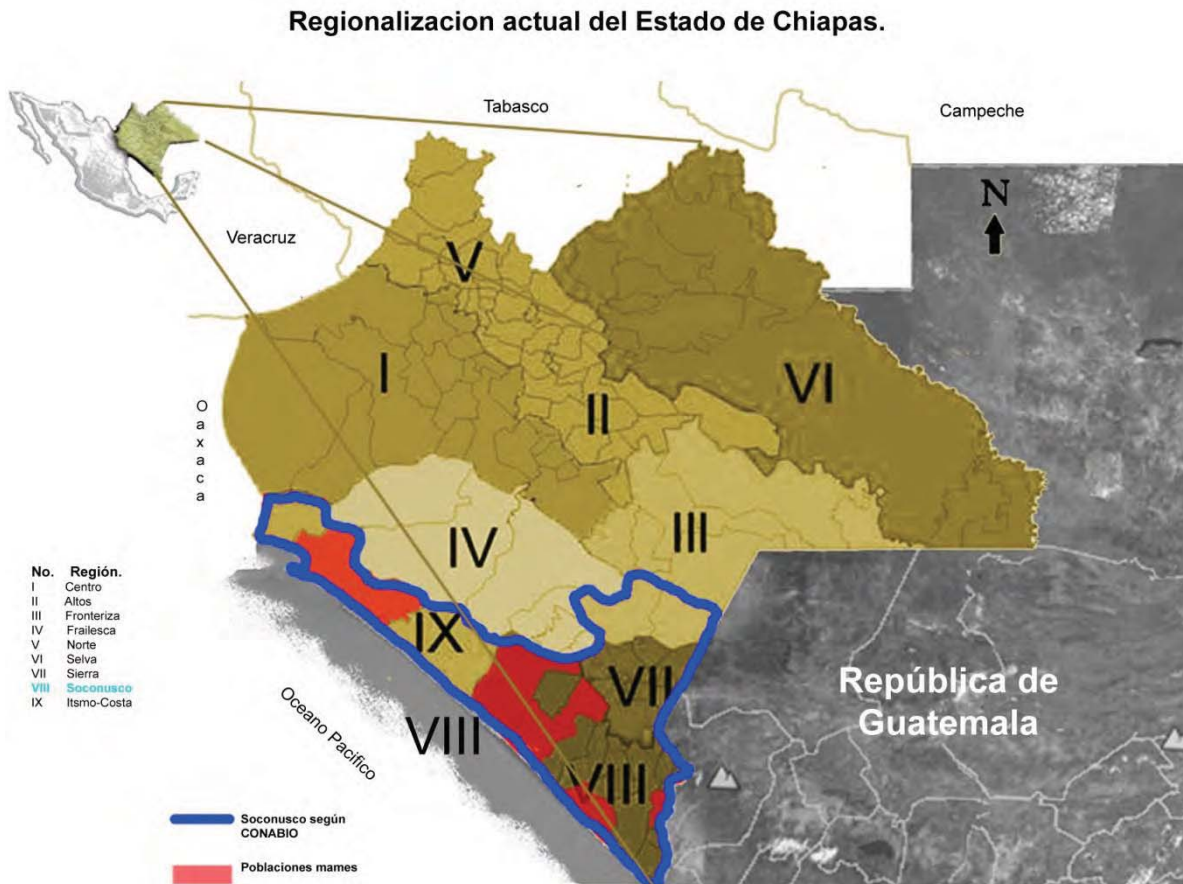 Regionalizacion actual del Estado de Chiapas.
Tabasco
Campeche
N
Veracruz
V
I
VI
II
Oaxaca
III
IV
No. Región.
I Centro
II Altos
III Fronteriza
IV Frailesca
V Norte
VI Selva
VII Sierra
VIII Soconusco
IX Itsmo-Costa
IX
VII
República de
Guatemala
VIII
VIII
Oceano Pacifico
Soconusco según
CONABIO
Poblaciones mames